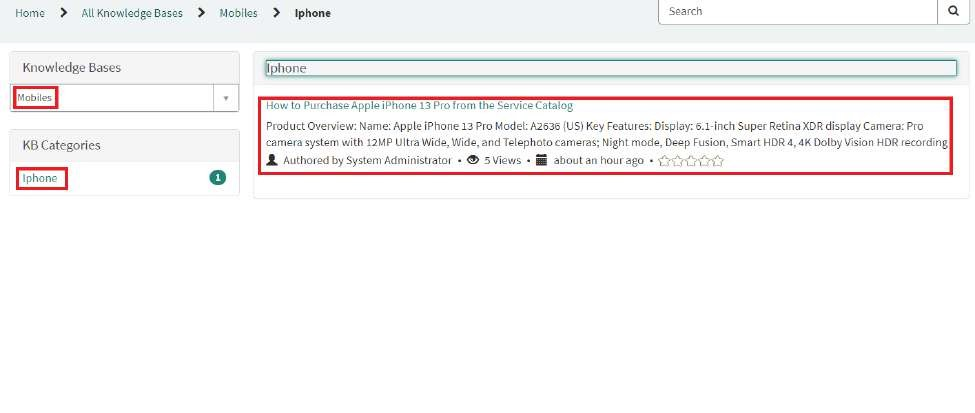 Home > All Knowledge Bases > Mobiles > Iphone
Search
Knowledge Bases
Mobiles
KB Categories
Iphone 1
Iphone
How to Purchase Apple iPhone 13 Pro from the Service Catalog
Product Overview: Name: Apple iPhone 13 Pro Model: A2636 (US) Key Features: Display: 6.1-inch Super Retina XDR display Camera: Pro
camera system with 12MP Ultra Wide, Wide, and Telephoto cameras; Night mode, Deep Fusion, Smart HDR 4, 4K Dolby Vision HDR recording
Authored by System Administrator • 5 Views • about an hour ago •